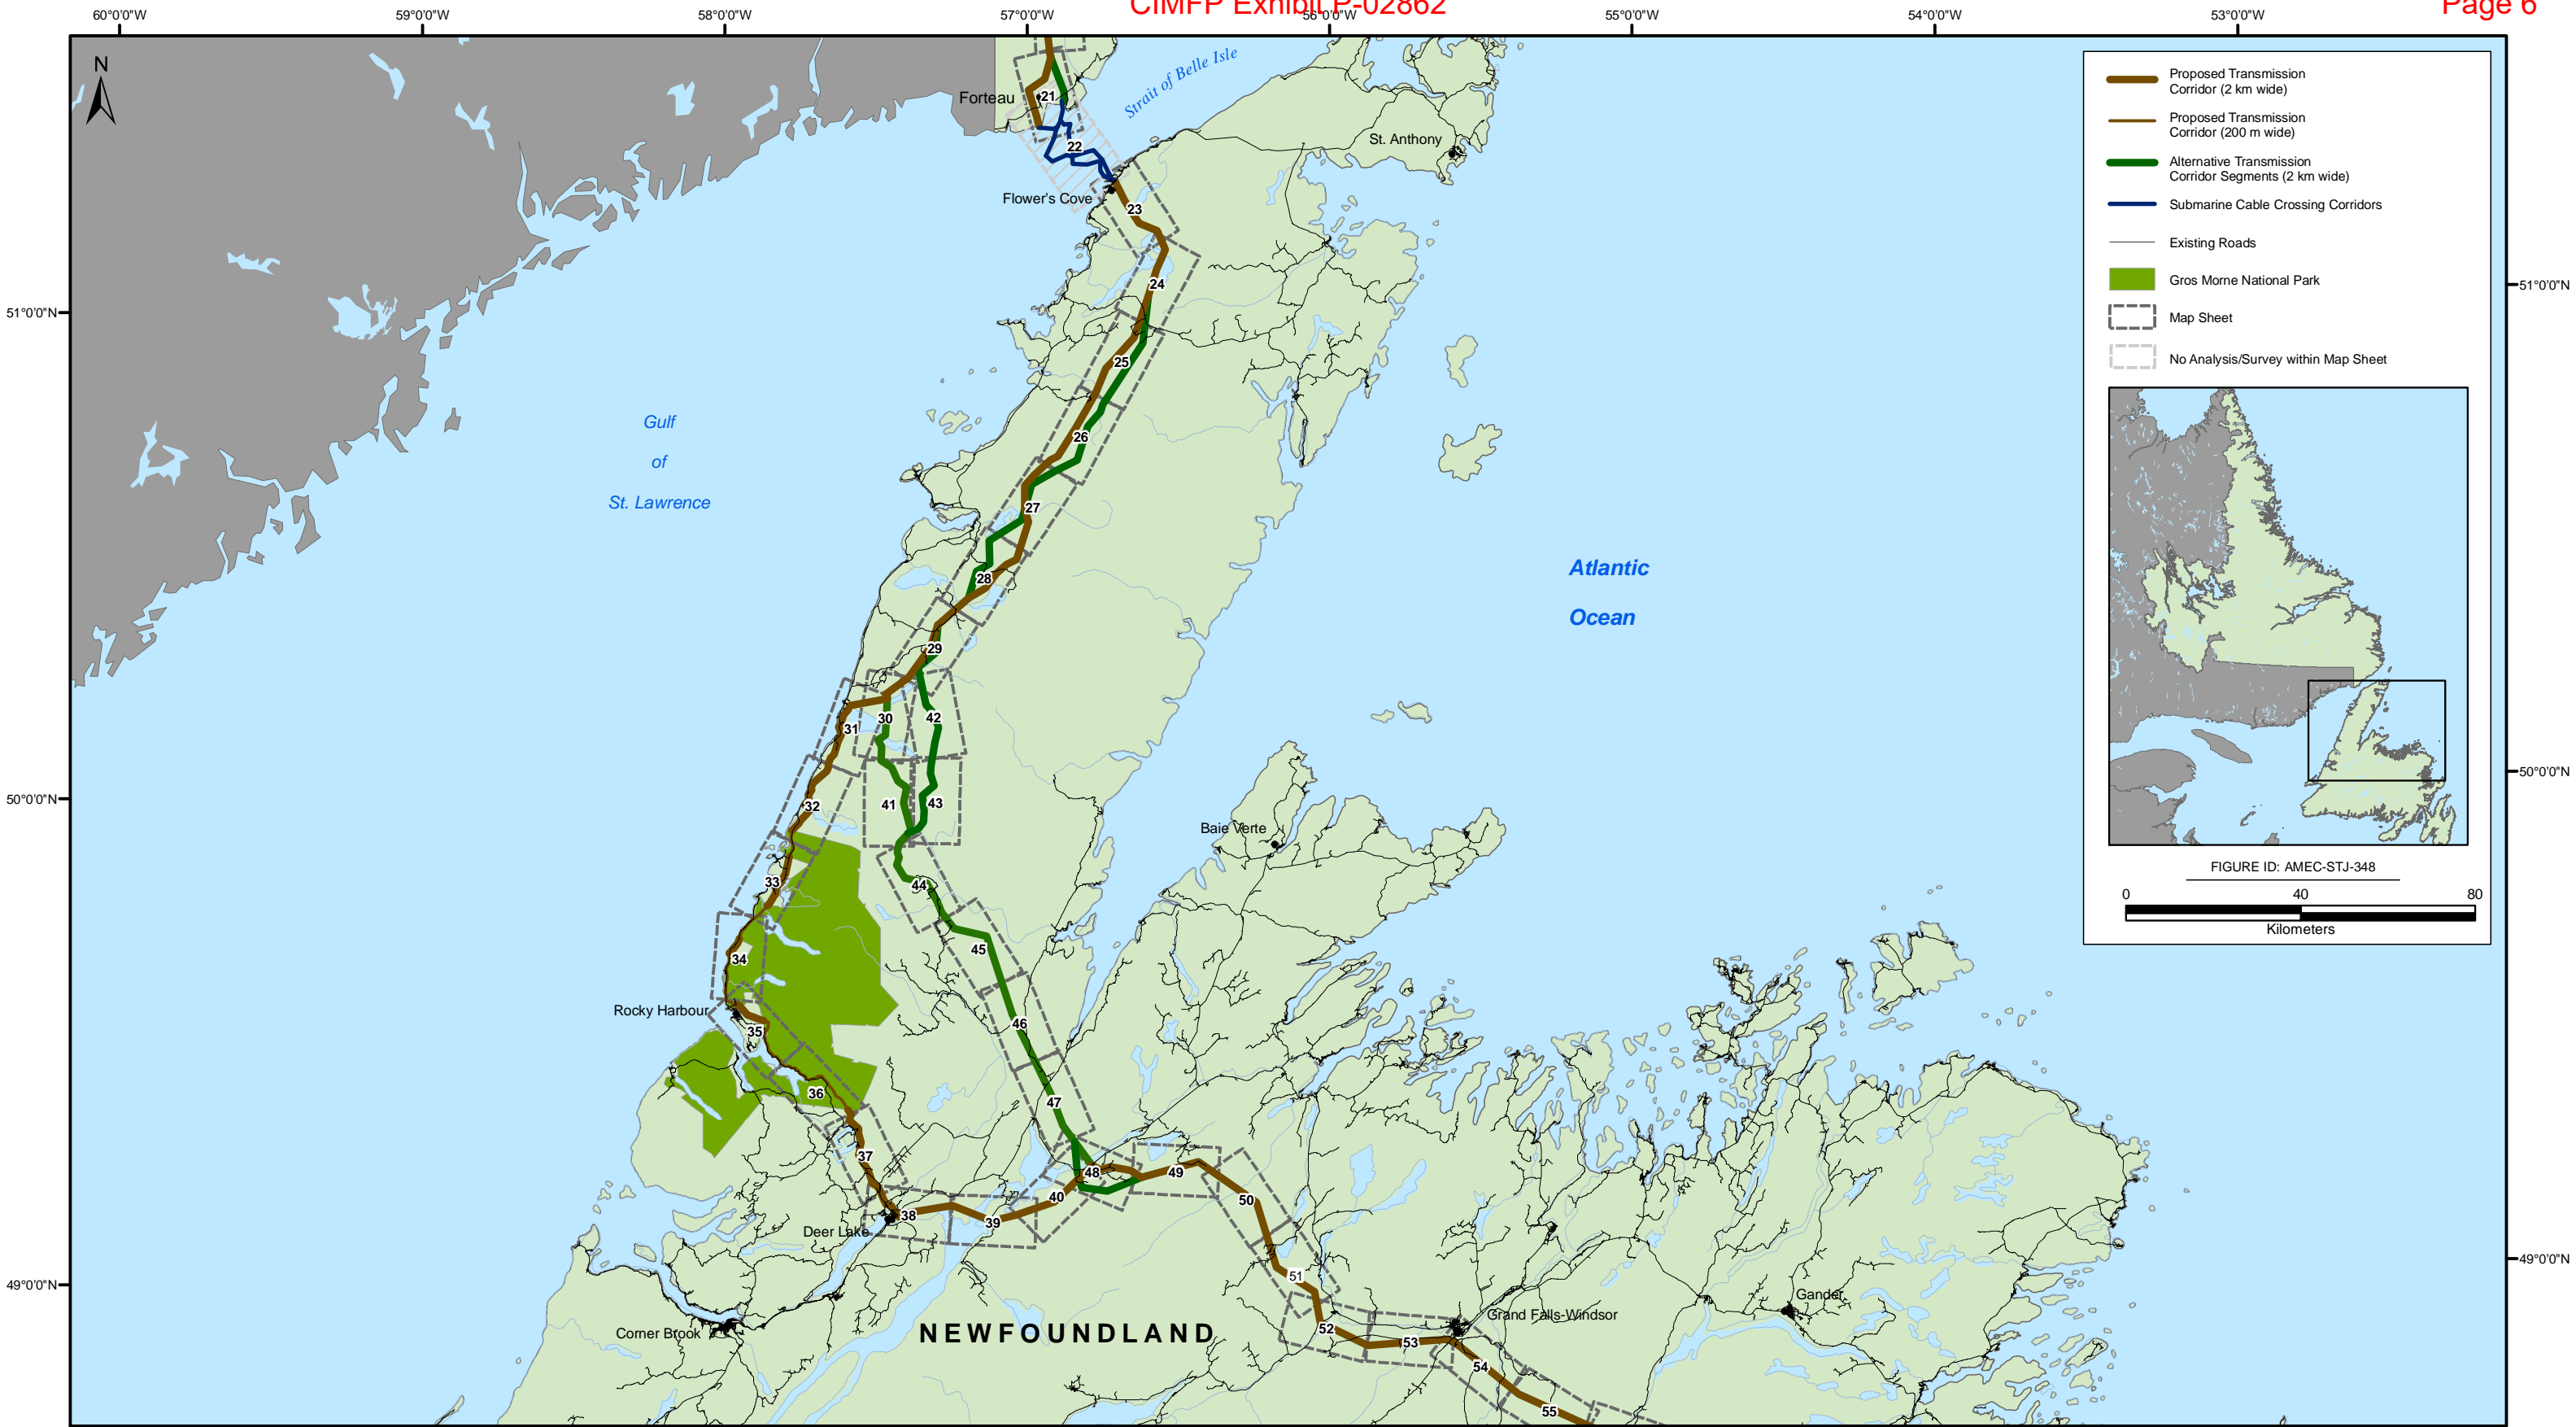 CIMFP Exhibit P-02862
Page 6
60°0'0"W
59°0'0"W
58°0'0"W
57°0'0"W
56°0'0"W
55°0'0"W
54°0'0"W
53°0'0"W
N
Forteau
21
Strait of Belle Isle
22
St. Anthony
Flower's Cove
23
24
51°0'0"N
51°0'0"N
25
Gulf
of
St. Lawrence
26
27
Atlantic
Ocean
28
29
30
42
31
50°0'0"N
50°0'0"N
32
41
43
Baie Verte
33
44
45
34
Rocky Harbour
46
35
36
47
37
48
49
50
40
38
39
Deer Lake
49°0'0"N
49°0'0"N
51
Gander
Grand Falls-Windsor
52
53
Corner Brook
NEWFOUNDLAND
54
55
Proposed Transmission
Corridor (2 km wide)
Proposed Transmission
Corridor (200 m wide)
Alternative Transmission
Corridor Segments (2 km wide)
Submarine Cable Crossing Corridors
Existing Roads
Gros Morne National Park
Map Sheet
No Analysis/Survey within Map Sheet
FIGURE ID: AMEC-STJ-348
0 40 80
Kilometers